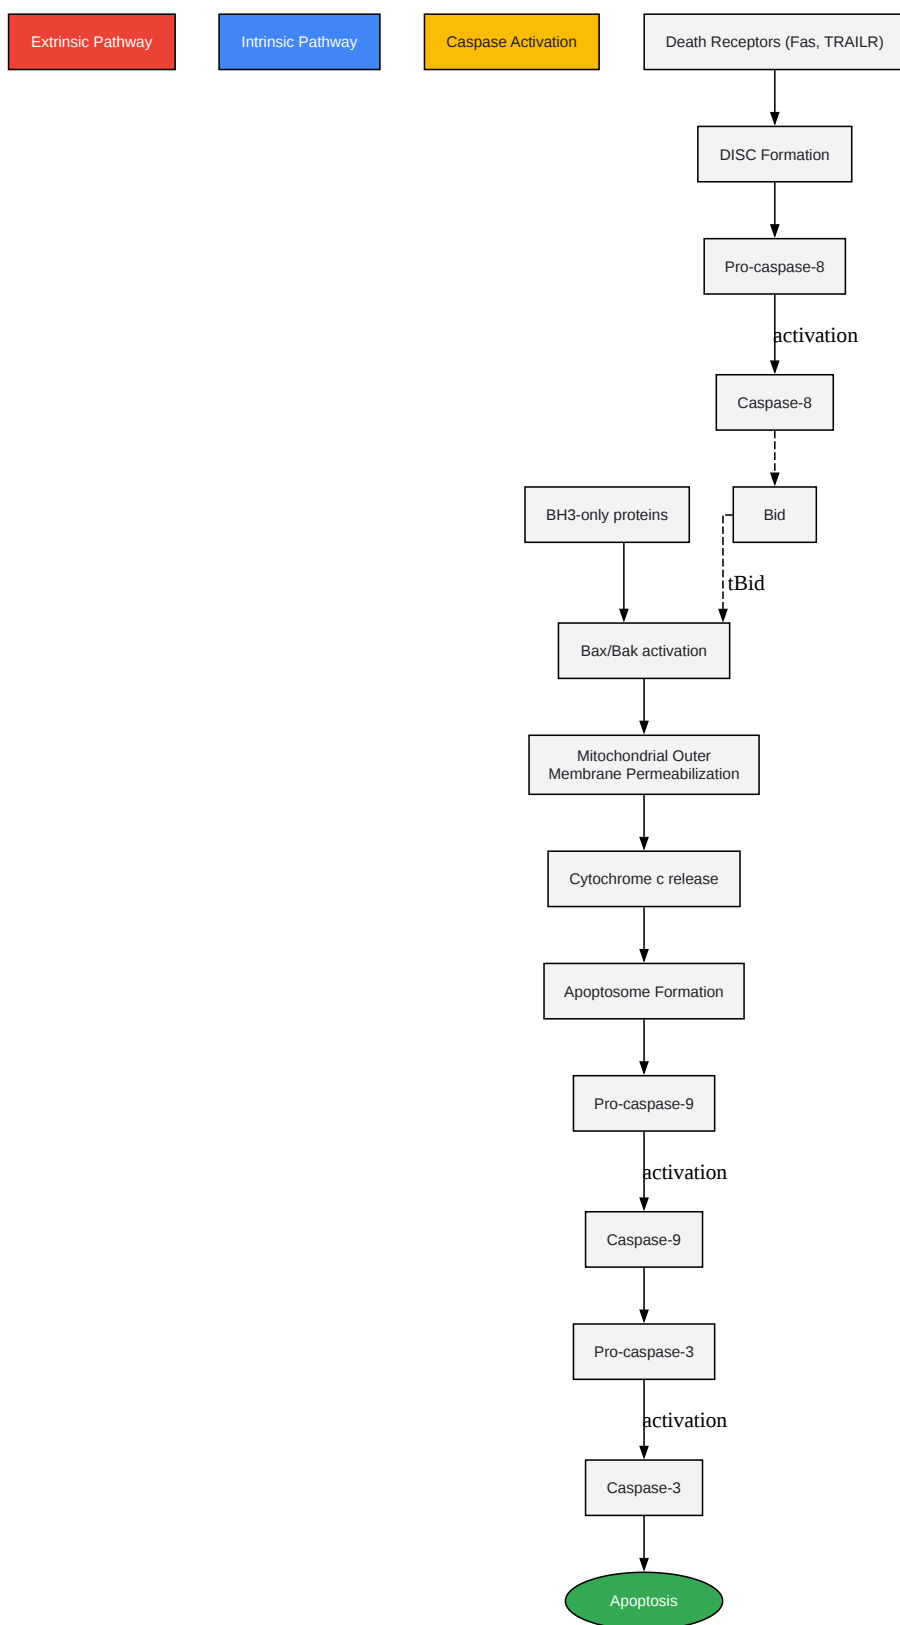 Extrinsic Pathway
Intrinsic Pathway
Caspase Activation
Death Receptors (Fas, TRAILR)
DISC Formation
Pro-caspase-8
activation
Caspase-8
BH3-only proteins
Bid
tBid
Bax/Bak activation
Mitochondrial Outer
Membrane Permeabilization
Cytochrome c release
Apoptosome Formation
Pro-caspase-9
activation
Caspase-9
Pro-caspase-3
activation
Caspase-3
Apoptosis